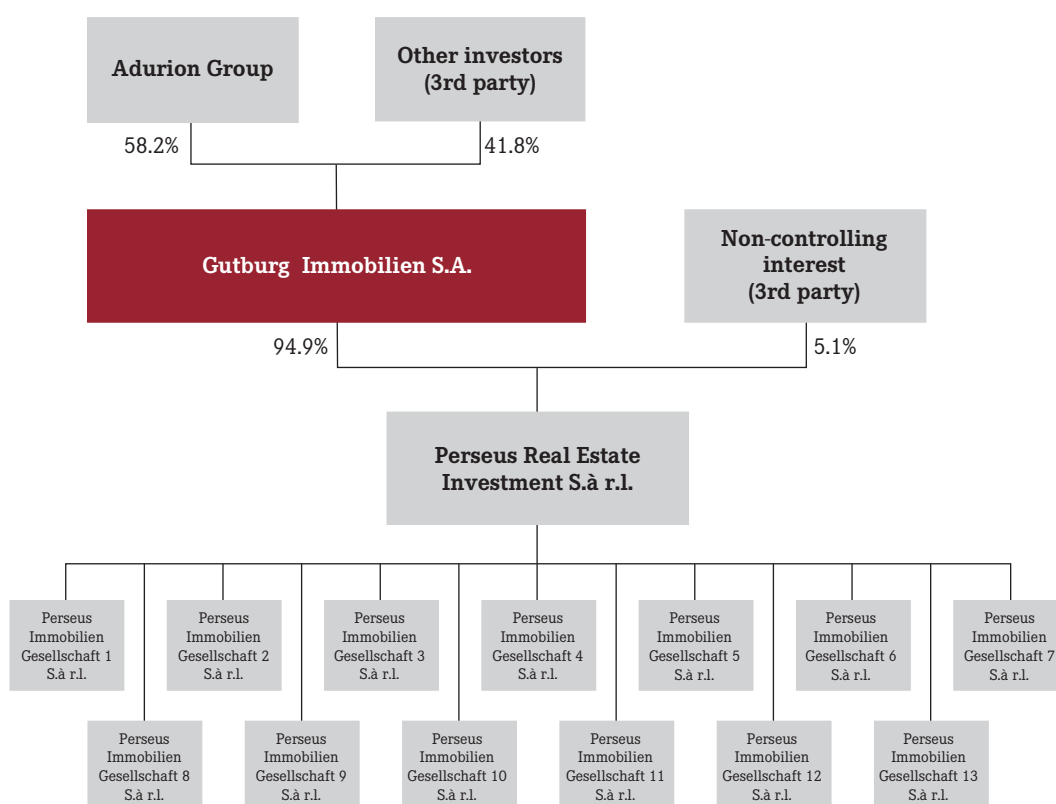 Adurion Group
Other investors
(3rd party)
58.2%
41.8%
Gutburg Immobilien S.A.
Non-controlling
interest
(3rd party)
94.9%
5.1%
Perseus Real Estate
Investment S.à r.l.
Perseus
Immobilien
Gesellschaft 1
S.à r.l.
Perseus
Immobilien
Gesellschaft 2
S.à r.l.
Perseus
Immobilien
Gesellschaft 3
S.à r.l.
Perseus
Immobilien
Gesellschaft 4
S.à r.l.
Perseus
Immobilien
Gesellschaft 5
S.à r.l.
Perseus
Immobilien
Gesellschaft 6
S.à r.l.
Perseus
Immobilien
Gesellschaft 7
S.à r.l.
Perseus
Immobilien
Gesellschaft 8
S.à r.l.
Perseus
Immobilien
Gesellschaft 9
S.à r.l.
Perseus
Immobilien
Gesellschaft 10
S.à r.l.
Perseus
Immobilien
Gesellschaft 11
S.à r.l.
Perseus
Immobilien
Gesellschaft 12
S.à r.l.
Perseus
Immobilien
Gesellschaft 13
S.à r.l.